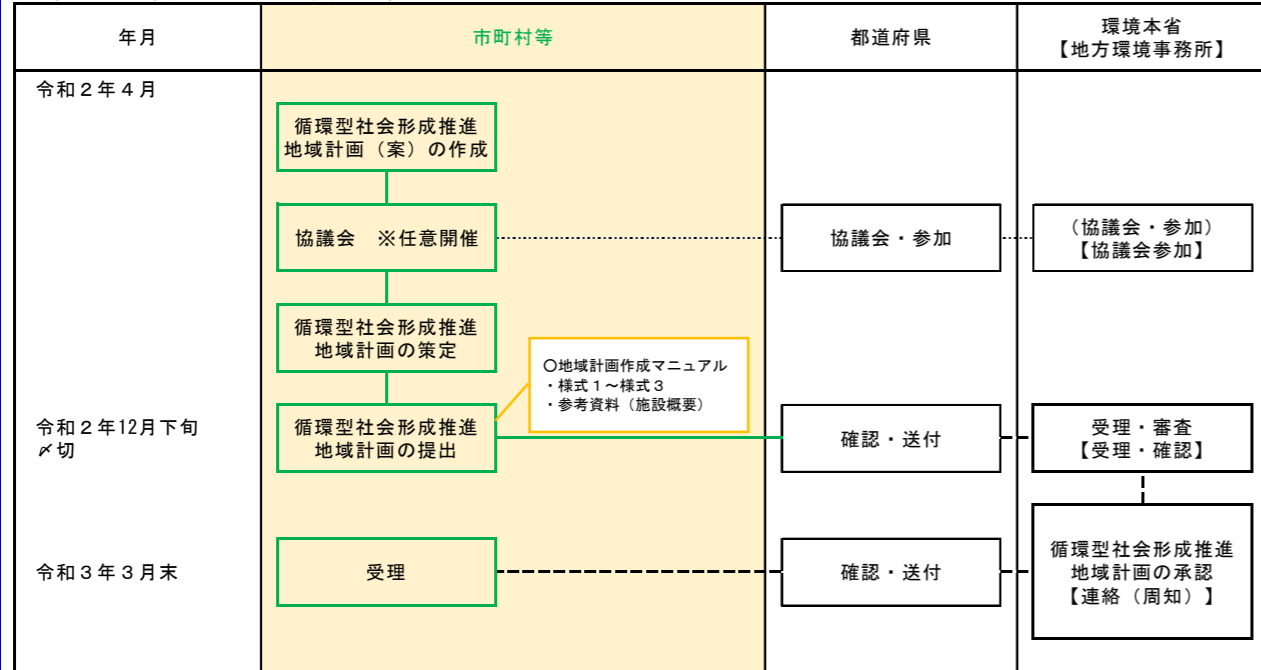 年月
市町村等
都道府県
環境本省
【地方環境事務所】
令和２年４月
循環型社会形成推進
地域計画（案）の作成
協議会　※任意開催
協議会・参加
（協議会・参加）
【協議会参加】
循環型社会形成推進
地域計画の策定
〇地域計画作成マニュアル
・様式１～様式３
・参考資料（施設概要）
令和２年12月下旬
〆切
循環型社会形成推進
地域計画の提出
確認・送付
受理・審査
【受理・確認】
令和３年３月末
受理
確認・送付
循環型社会形成推進
地域計画の承認
【連絡（周知）】